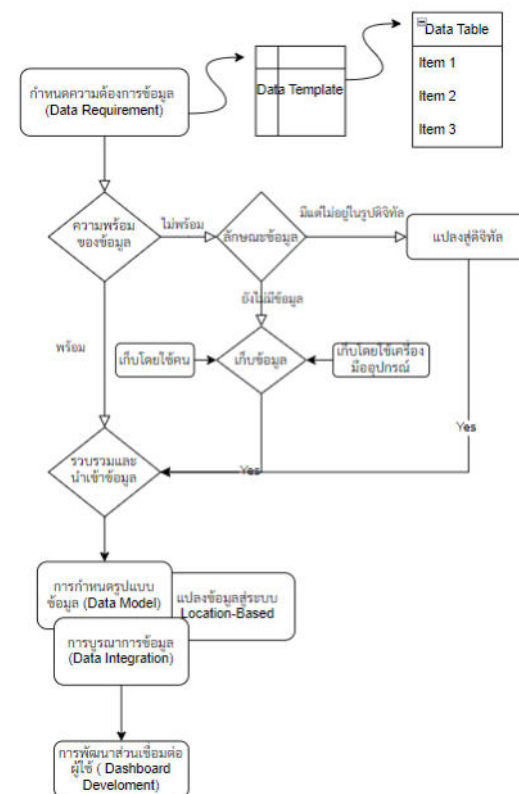 กำหนดความต้องการข้อมูล
(Data Requirement)
Data Template
Data Table
Item 1
Item 2
Item 3
ความพร้อม
ของข้อมูล
ไม่พร้อม
ลักษณะข้อมูล
มีแต่ไม่อยู่ในรูปดิจิทัล
แปลงสู่ดิจิทัล
ยังไม่มีข้อมูล
พร้อม
เก็บโดยใช้คน
เก็บข้อมูล
เก็บโดยใช้เครื่อง
มืออุปกรณ์
Yes
รวบรวมและ
นำเข้าข้อมูล
Yes
การกำหนดรูปแบบ
ข้อมูล (Data Model)
แปลงข้อมูลสู่ระบบ
Location-Based
การบูรณาการข้อมูล
(Data Integration)
การพัฒนาส่วนเชื่อมต่อ
ผู้ใช้ ( Dashboard
Develoment)